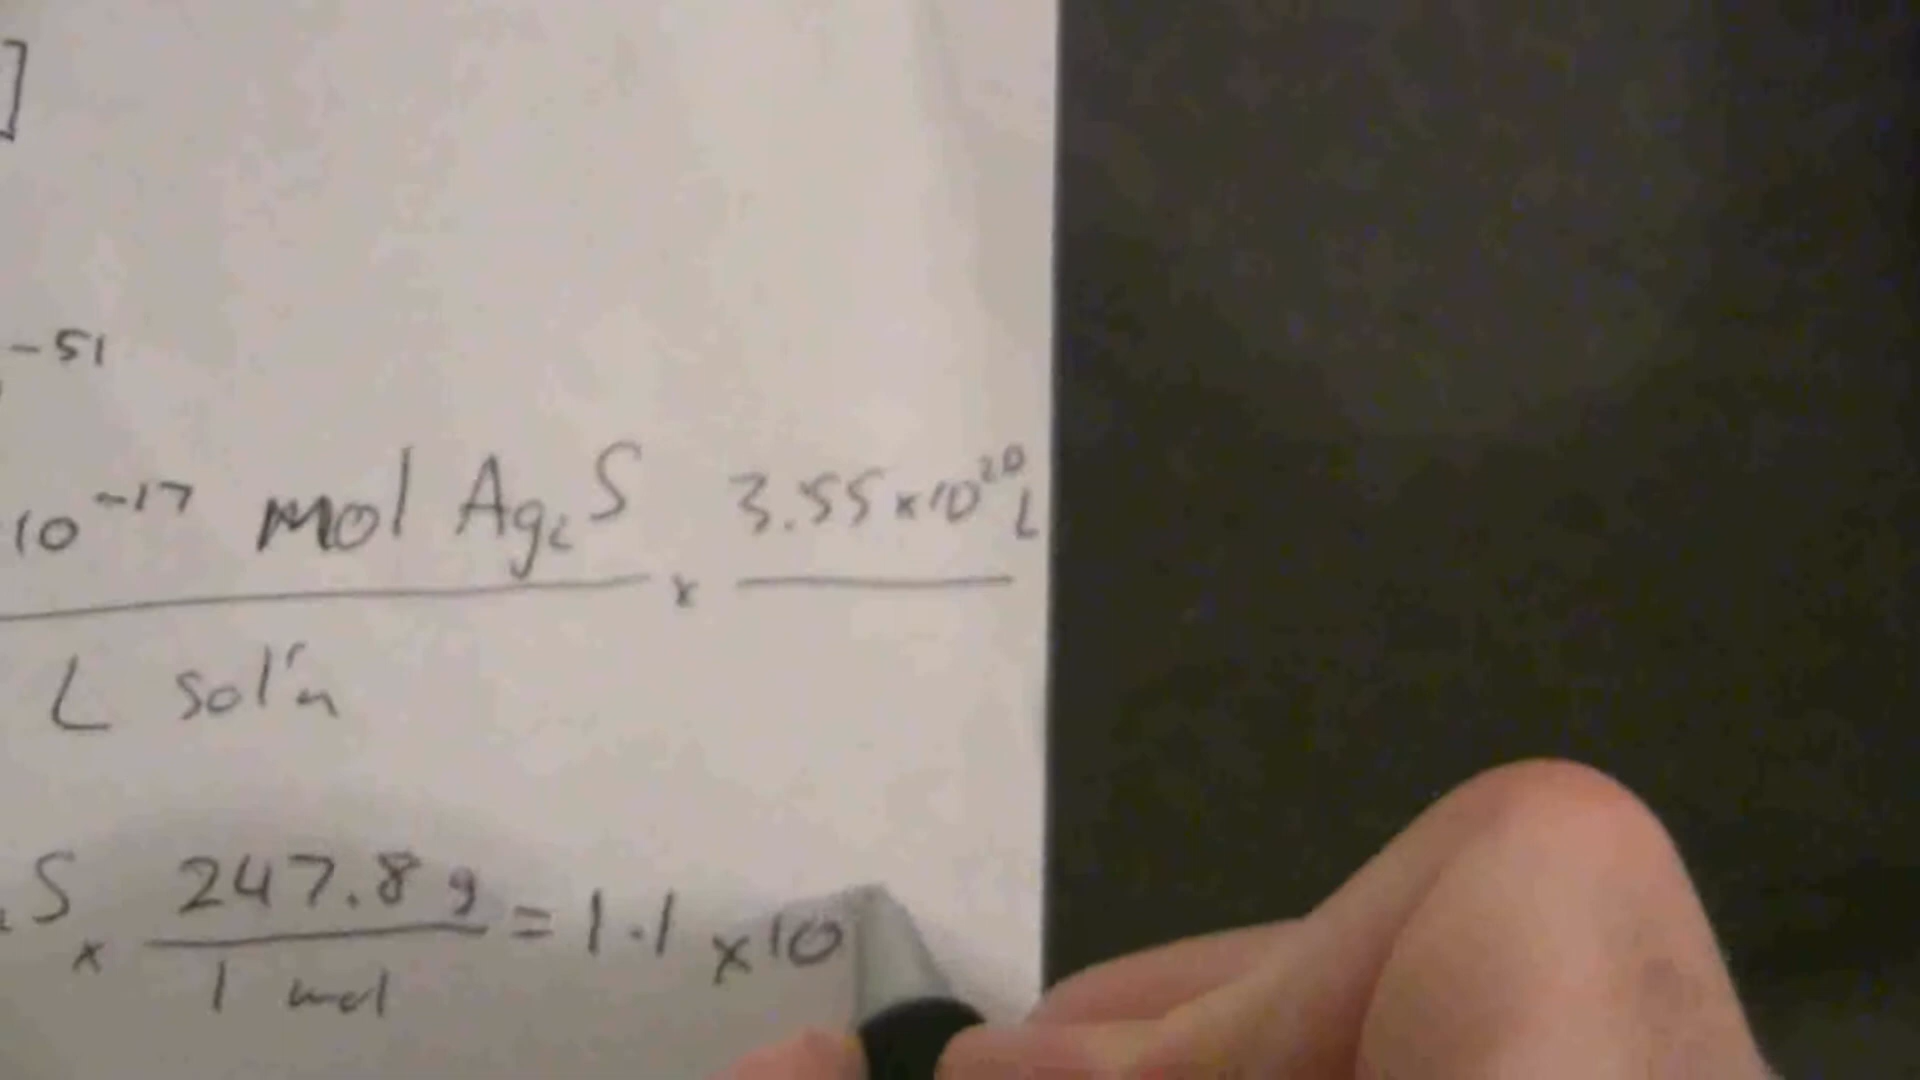 ]
-51
10⁻¹⁷ mol Ag₂S × 3.55 × 10²⁰ L
L sol'n
S × 247.8 g = 1.1 × 10
1 mol